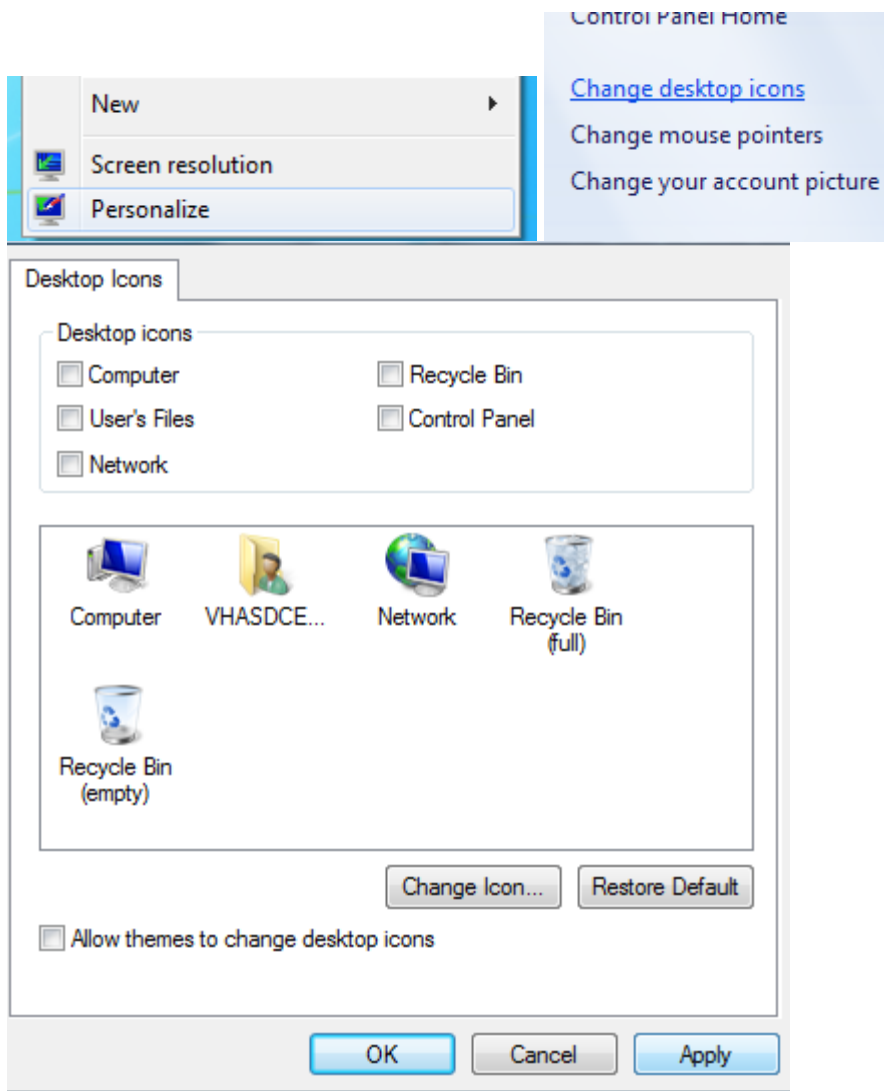 Control Panel Home
New
Change desktop icons
Screen resolution
Change mouse pointers
Personalize
Change your account picture
Desktop Icons
Desktop icons
Computer Recycle Bin
User's Files Control Panel
Network
Computer VHASDCE... Network Recycle Bin
(full)
Recycle Bin
(empty)
Change Icon... Restore Default
Allow themes to change desktop icons
OK Cancel Apply